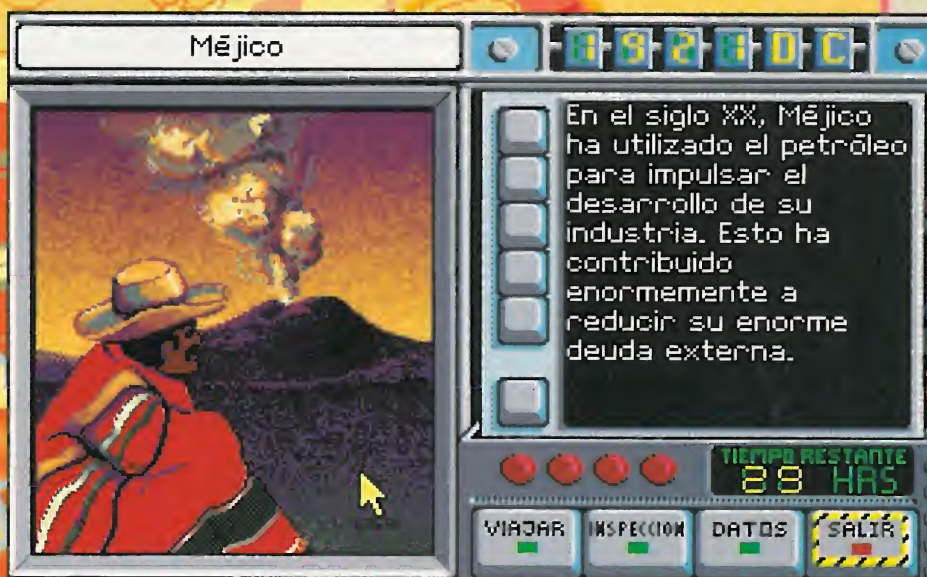 Méjico
1921DC
En el siglo XX, Méjico
ha utilizado el petróleo
para impulsar el
desarrollo de su
industria. Esto ha
contribuido
enormemente a
reducir su enorme
deuda externa.
TIEMPO RESTANTE
HRS
VIAJAR
INSPECCION
DATOS
SALIR